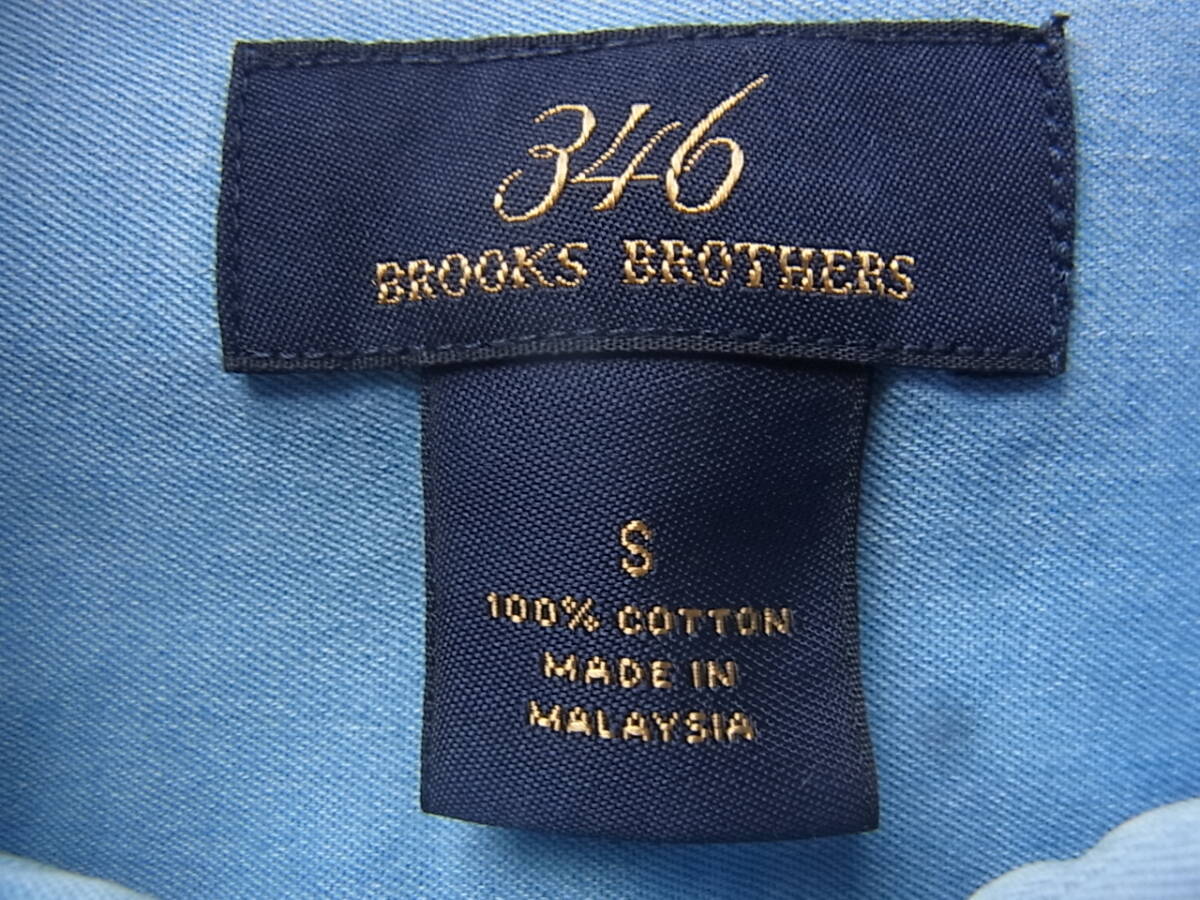 346
BROOKS BROTHERS
S
100% COTTON
MADE IN
MALAYSIA